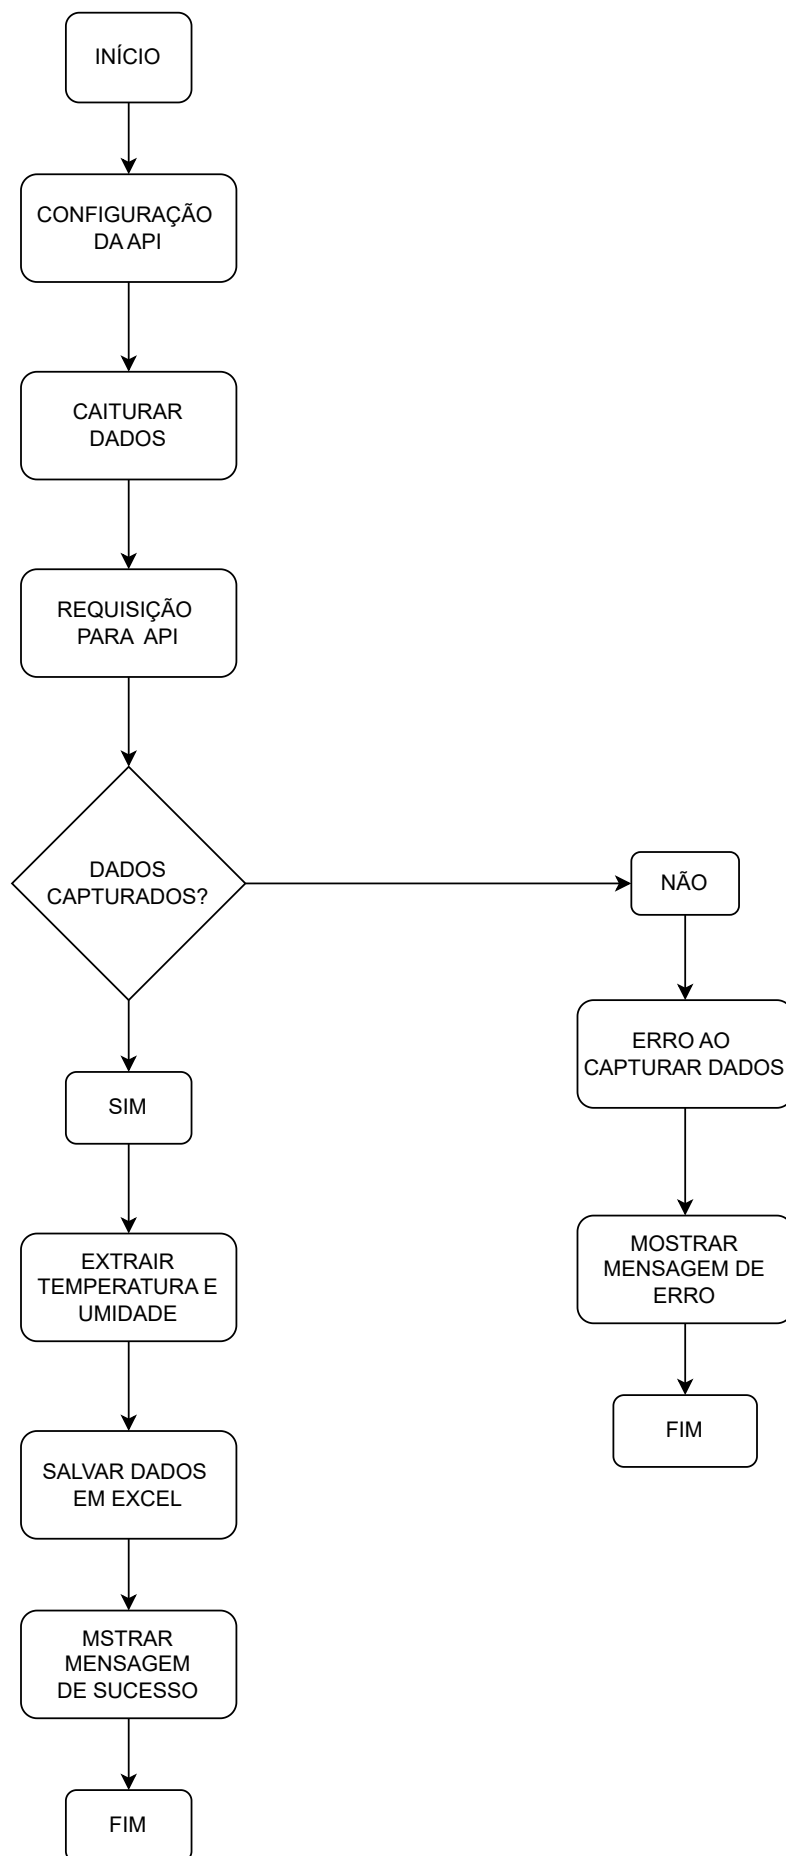 INÍCIO
CONFIGURAÇÃO
DA API
CAITURAR
DADOS
REQUISIÇÃO
PARA  API
DADOS
CAPTURADOS?
NÃO
ERRO AO
CAPTURAR DADOS
MOSTRAR
MENSAGEM DE
ERRO
FIM
SIM
EXTRAIR
TEMPERATURA E
UMIDADE
SALVAR DADOS
EM EXCEL
MSTRAR
MENSAGEM
DE SUCESSO
FIM